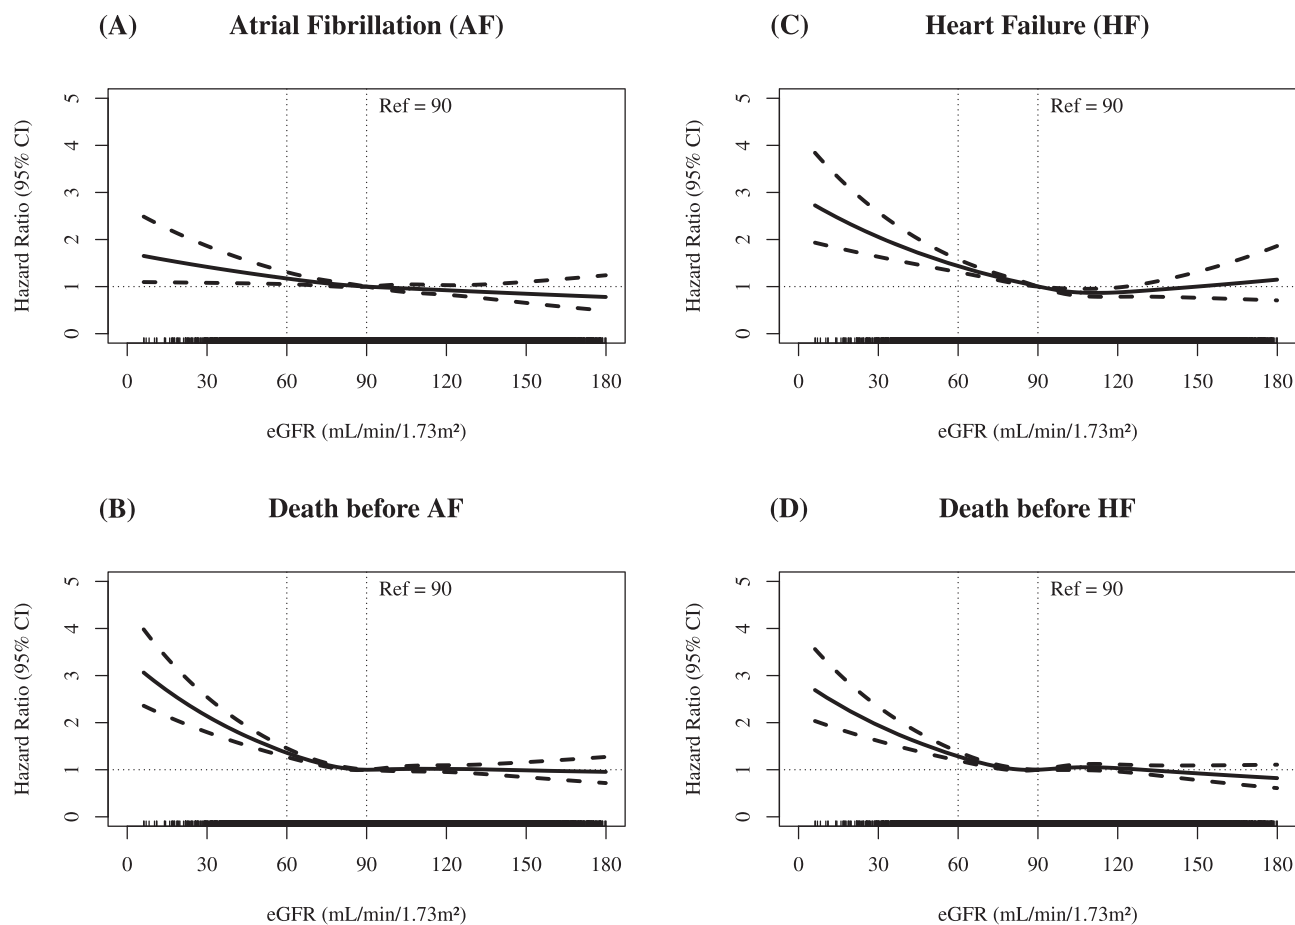 (A) Atrial Fibrillation (AF)
Hazard Ratio (95% CI)
5
4
3
2
1
0
Ref = 90
0 30 60 90 120 150 180
eGFR (mL/min/1.73m²)
(C) Heart Failure (HF)
Hazard Ratio (95% CI)
5
4
3
2
1
0
Ref = 90
0 30 60 90 120 150 180
eGFR (mL/min/1.73m²)
(B) Death before AF
Hazard Ratio (95% CI)
5
4
3
2
1
0
Ref = 90
0 30 60 90 120 150 180
eGFR (mL/min/1.73m²)
(D) Death before HF
Hazard Ratio (95% CI)
5
4
3
2
1
0
Ref = 90
0 30 60 90 120 150 180
eGFR (mL/min/1.73m²)